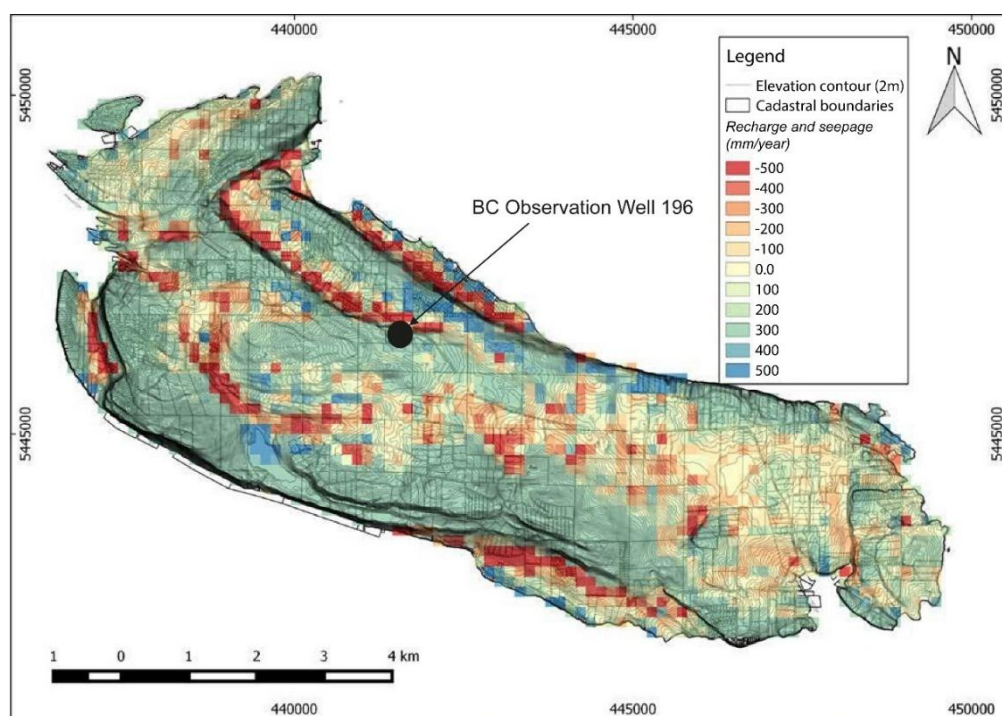 440000 445000 450000
5450000 5450000
Legend
Elevation contour (2m)
Cadastral boundaries
Recharge and seepage
(mm/year)
-500
-400
-300
-200
-100
0.0
100
200
300
400
500
N
BC Observation Well 196
5445000 5445000
1 0 1 2 3 4 km
440000 445000 450000